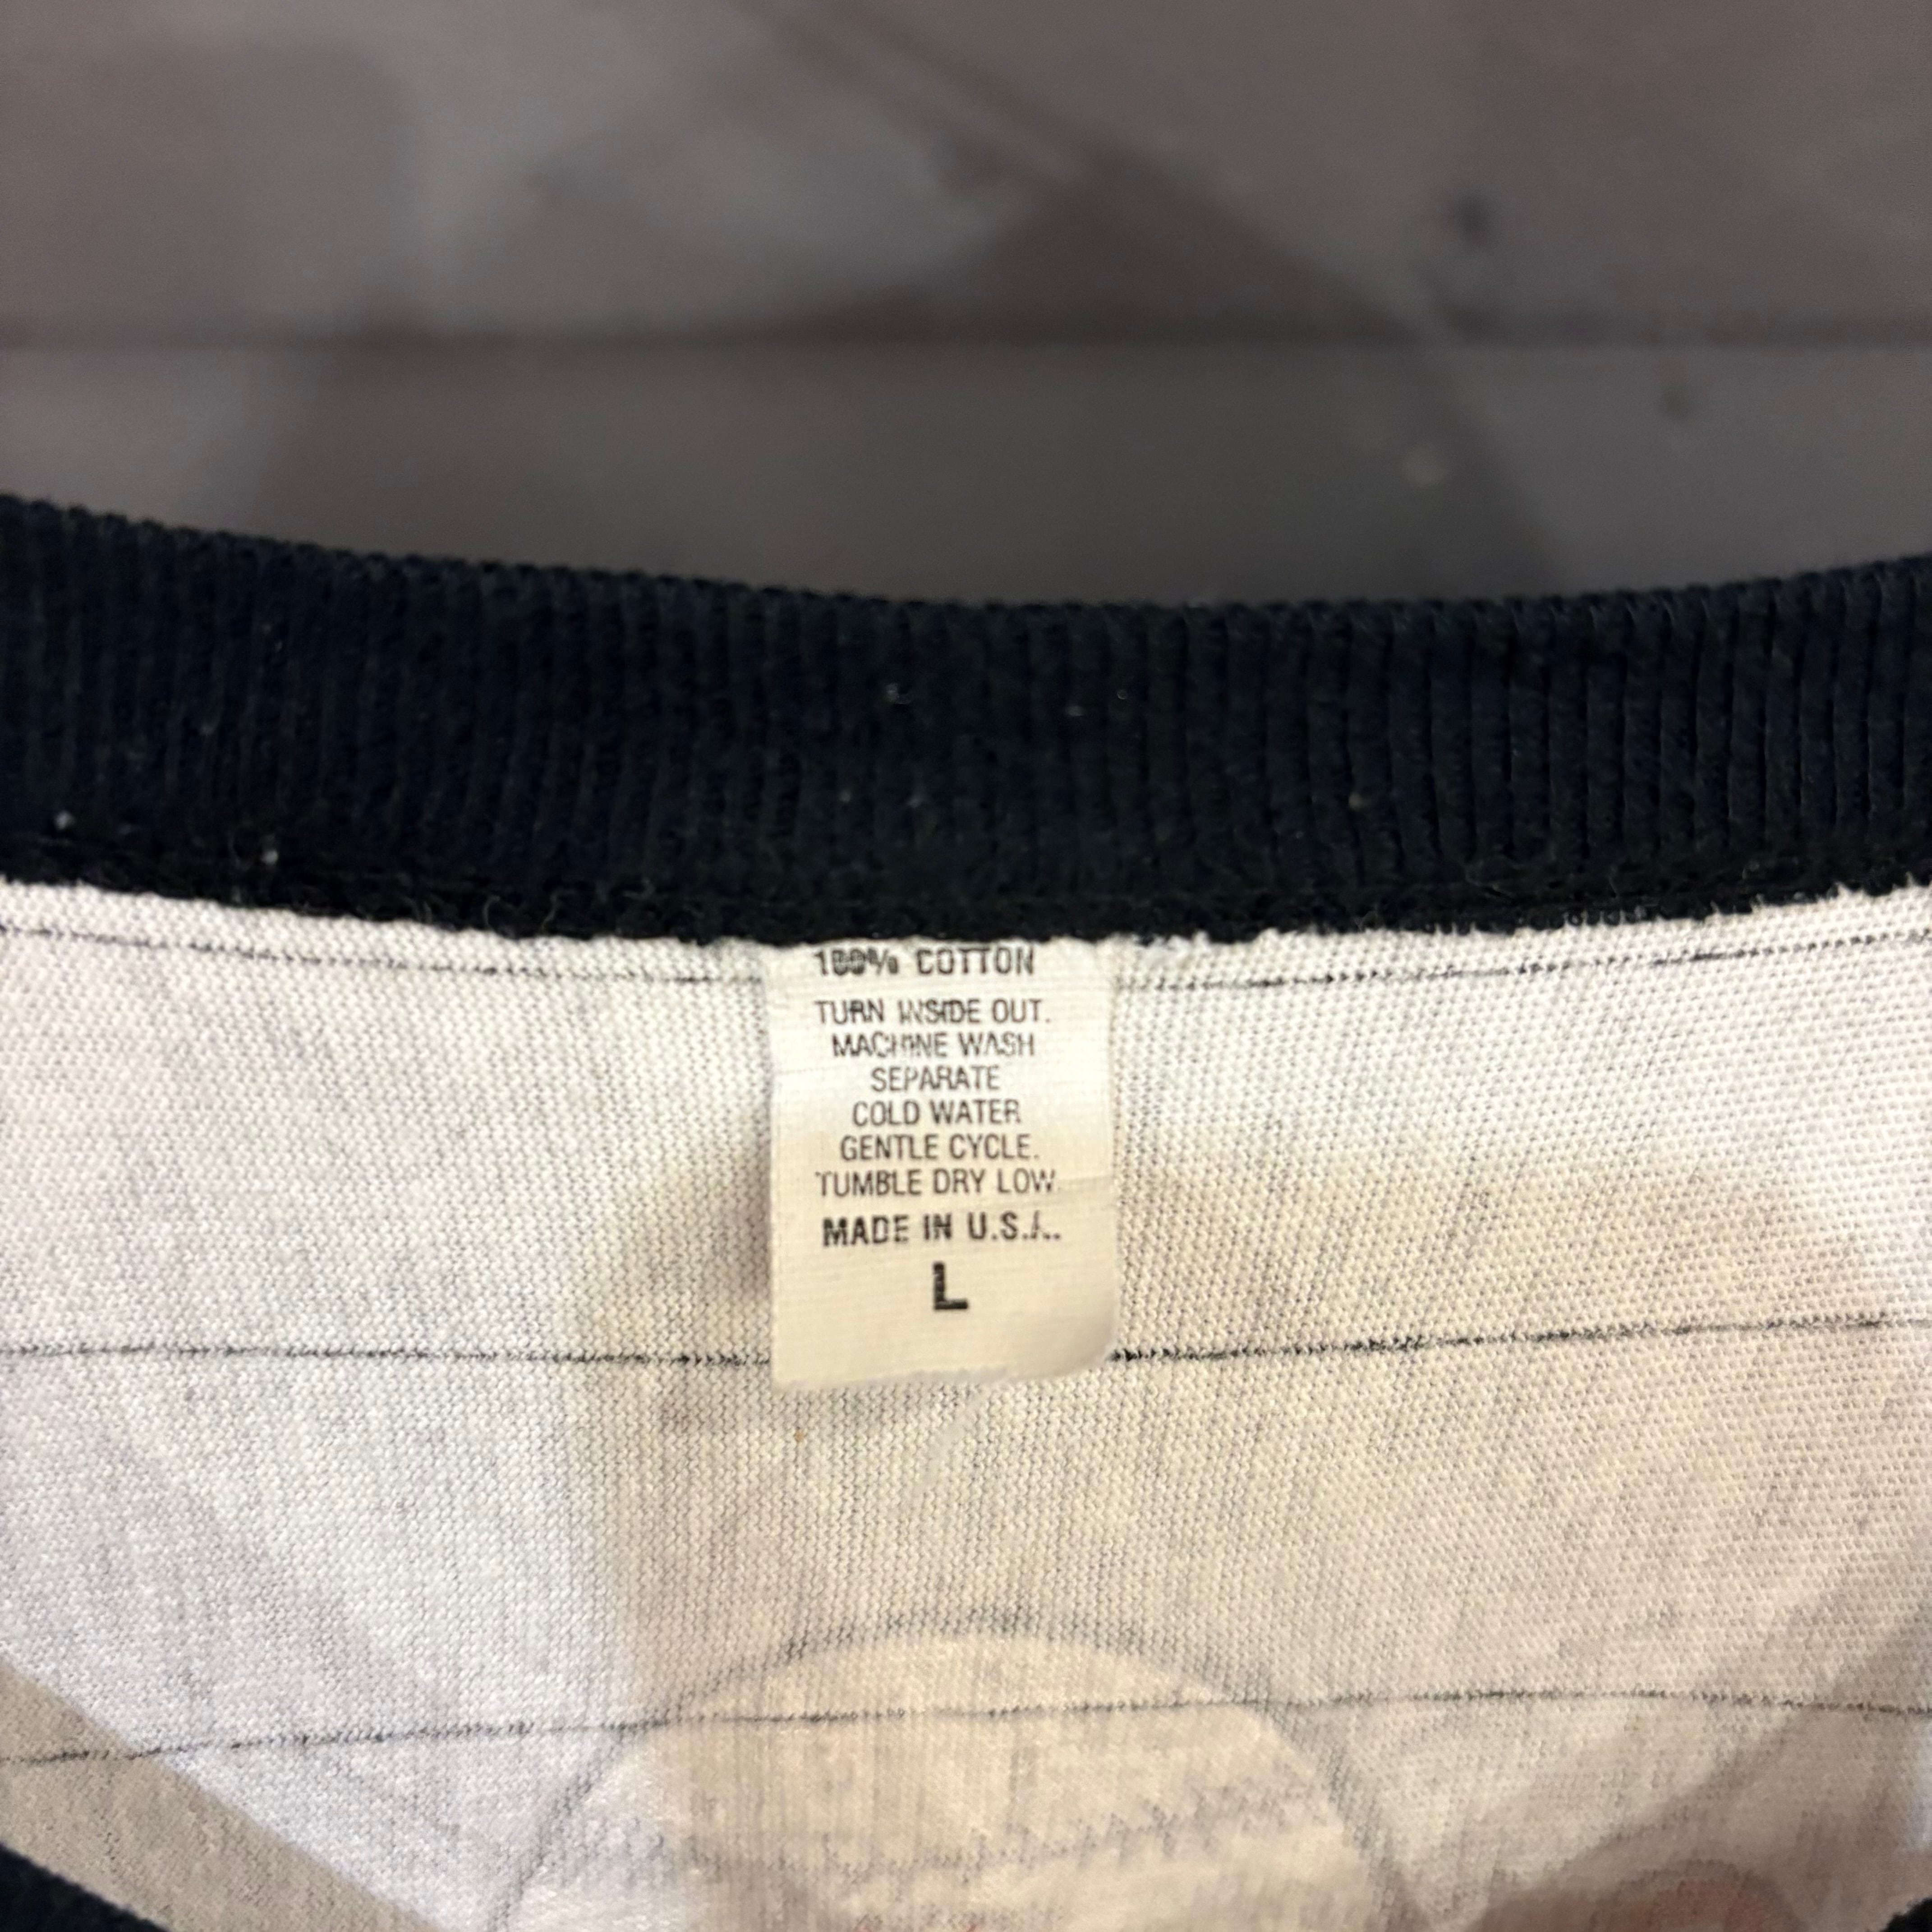 100% COTTON
TURN INSIDE OUT.
MACHINE WASH
SEPARATE
COLD WATER
GENTLE CYCLE.
TUMBLE DRY LOW.
MADE IN U.S.A.
L